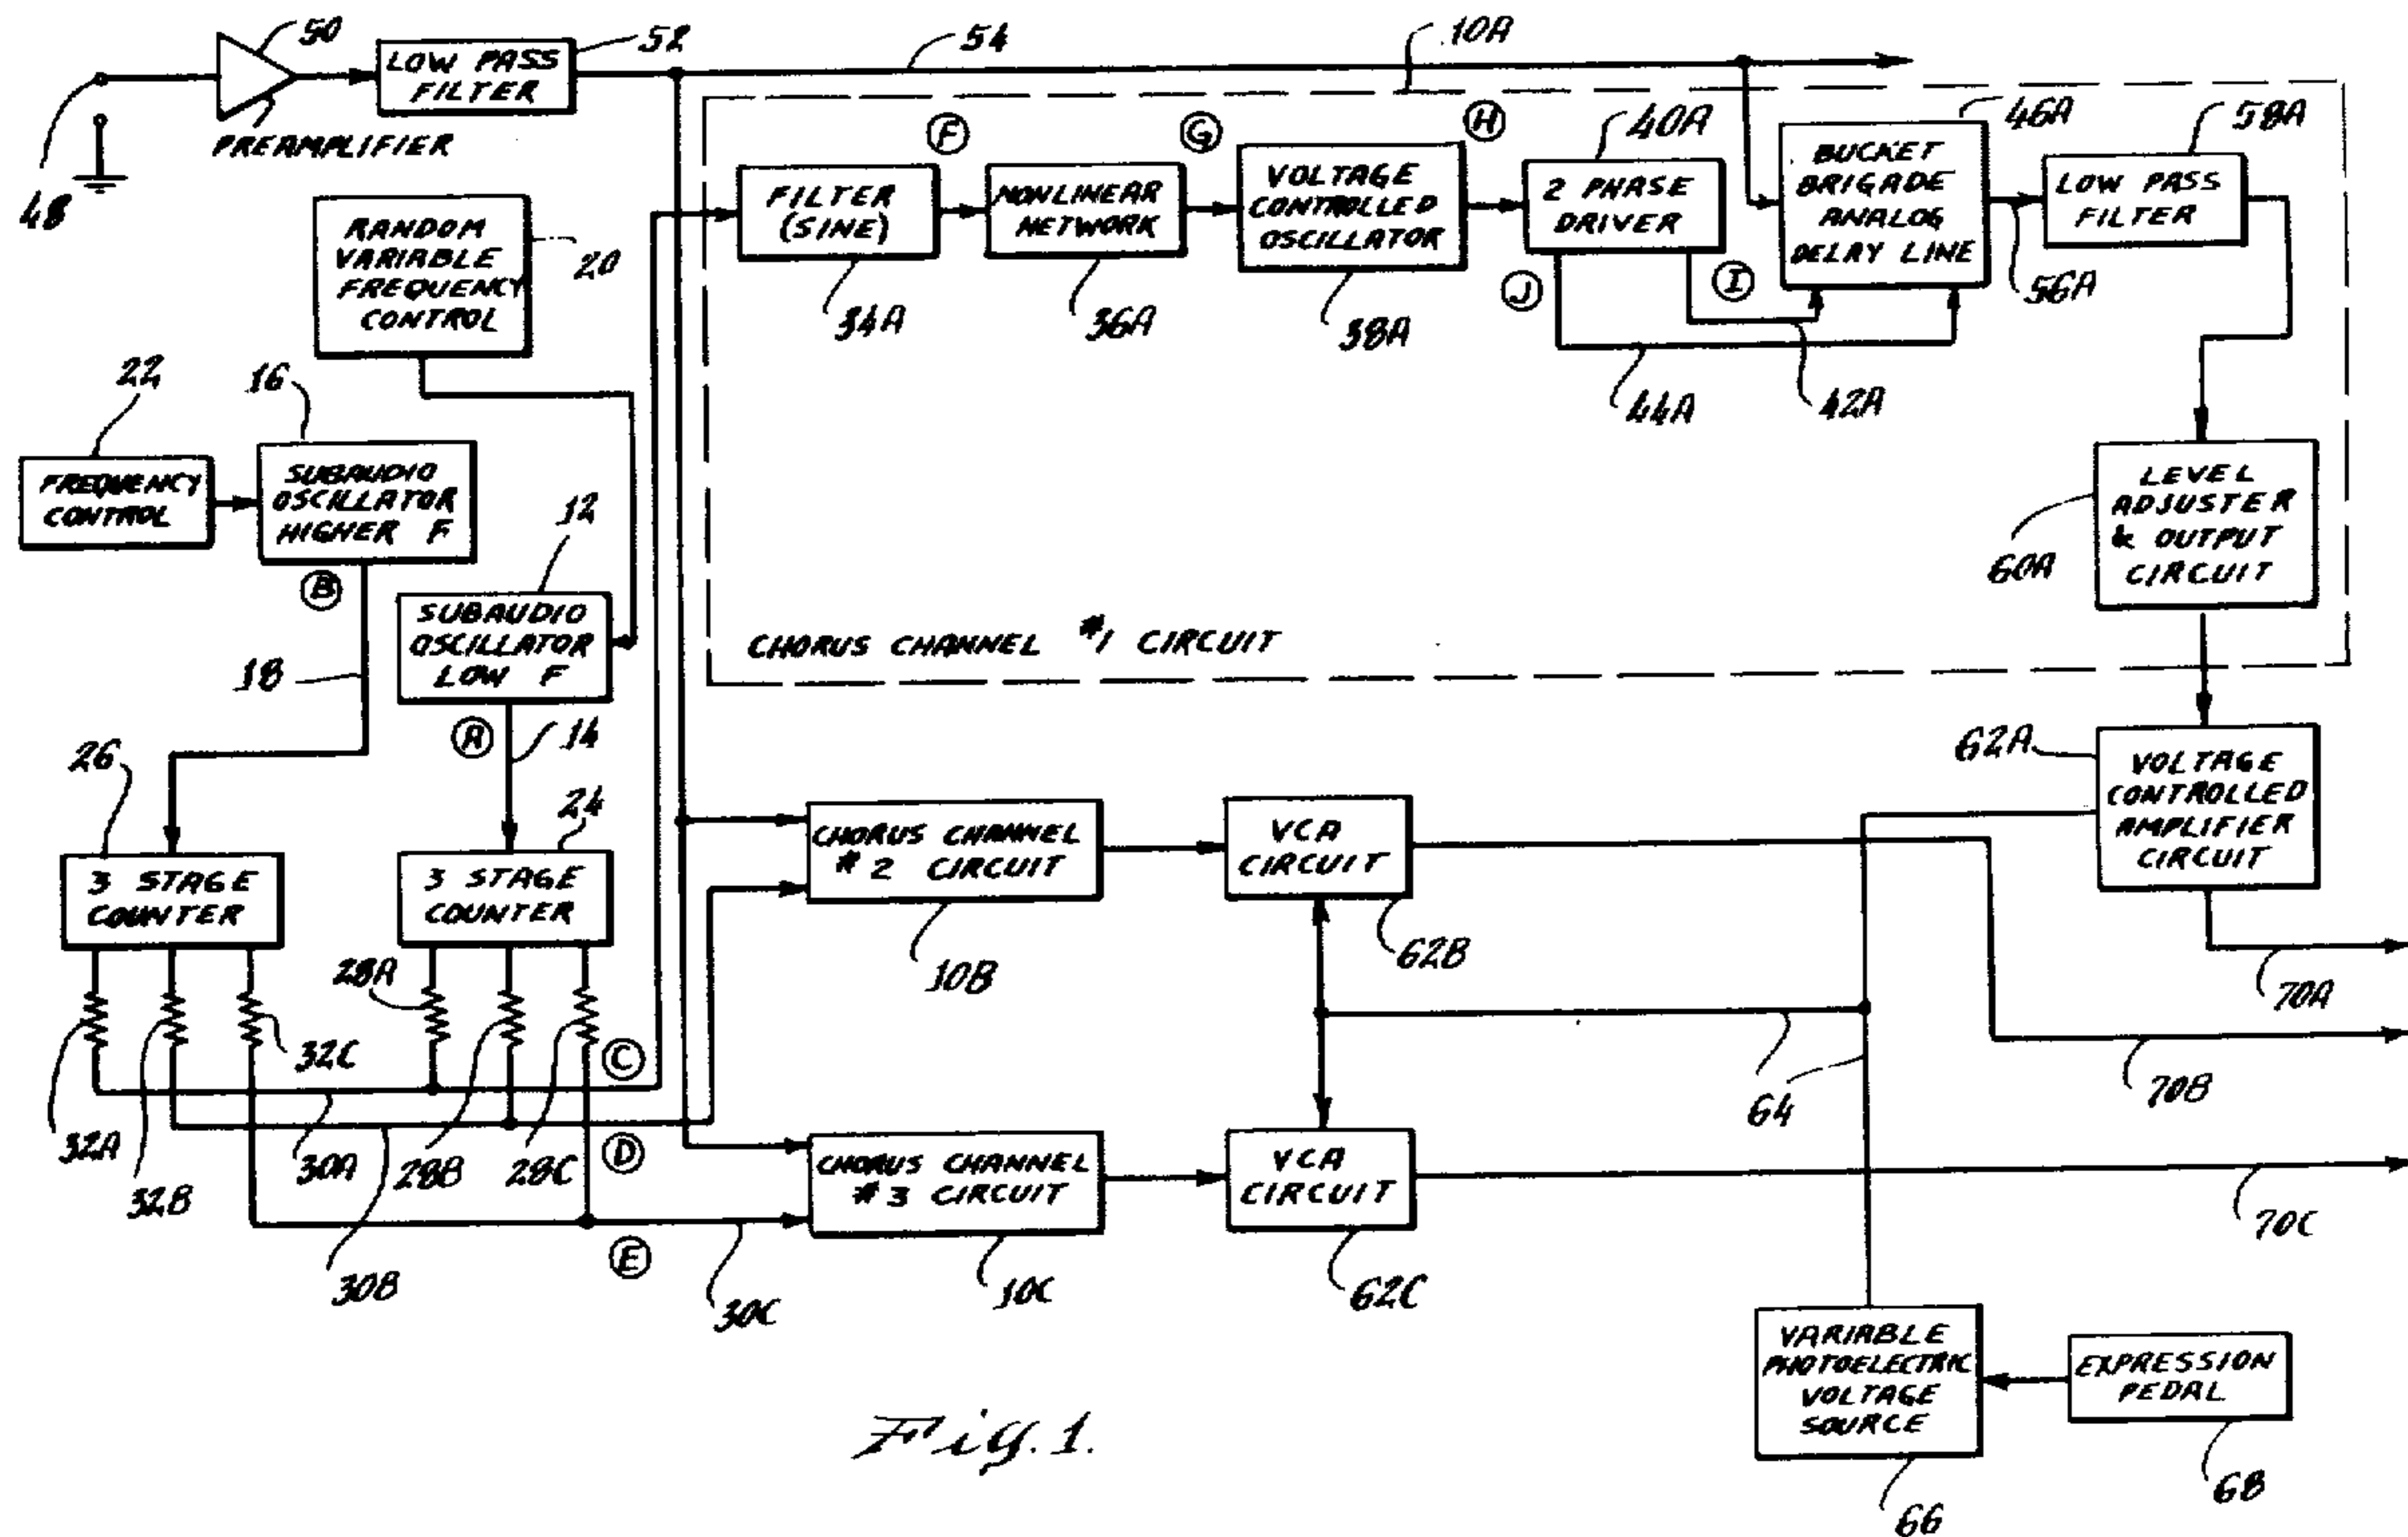 50
52
54
10A
LOW PASS
FILTER
PREAMPLIFIER
48
F
G
H
40A
46A
58A
FILTER
(SINE)
NONLINEAR
NETWORK
VOLTAGE
CONTROLLED
OSCILLATOR
2 PHASE
DRIVER
BUCKET
BRIGADE
ANALOG
DELAY LINE
LOW PASS
FILTER
34A
36A
38A
J
I
56A
44A
42A
RANDOM
VARIABLE
FREQUENCY
CONTROL
20
22
16
FREQUENCY
CONTROL
SUBAUDIO
OSCILLATOR
HIGHER F
12
B
SUBAUDIO
OSCILLATOR
LOW F
LEVEL
ADJUSTER
& OUTPUT
CIRCUIT
60A
CHORUS CHANNEL #1 CIRCUIT
18
A
14
26
24
3 STAGE
COUNTER
3 STAGE
COUNTER
CHORUS CHANNEL
#2 CIRCUIT
VCA
CIRCUIT
62A
VOLTAGE
CONTROLLED
AMPLIFIER
CIRCUIT
10B
62B
70A
28A
32C
C
64
70B
32A
32B
30A
28B
28C
D
30B
E
30C
CHORUS CHANNEL
#3 CIRCUIT
VCA
CIRCUIT
10C
62C
70C
VARIABLE
PHOTOELECTRIC
VOLTAGE
SOURCE
EXPRESSION
PEDAL
66
68
Fig. 1.